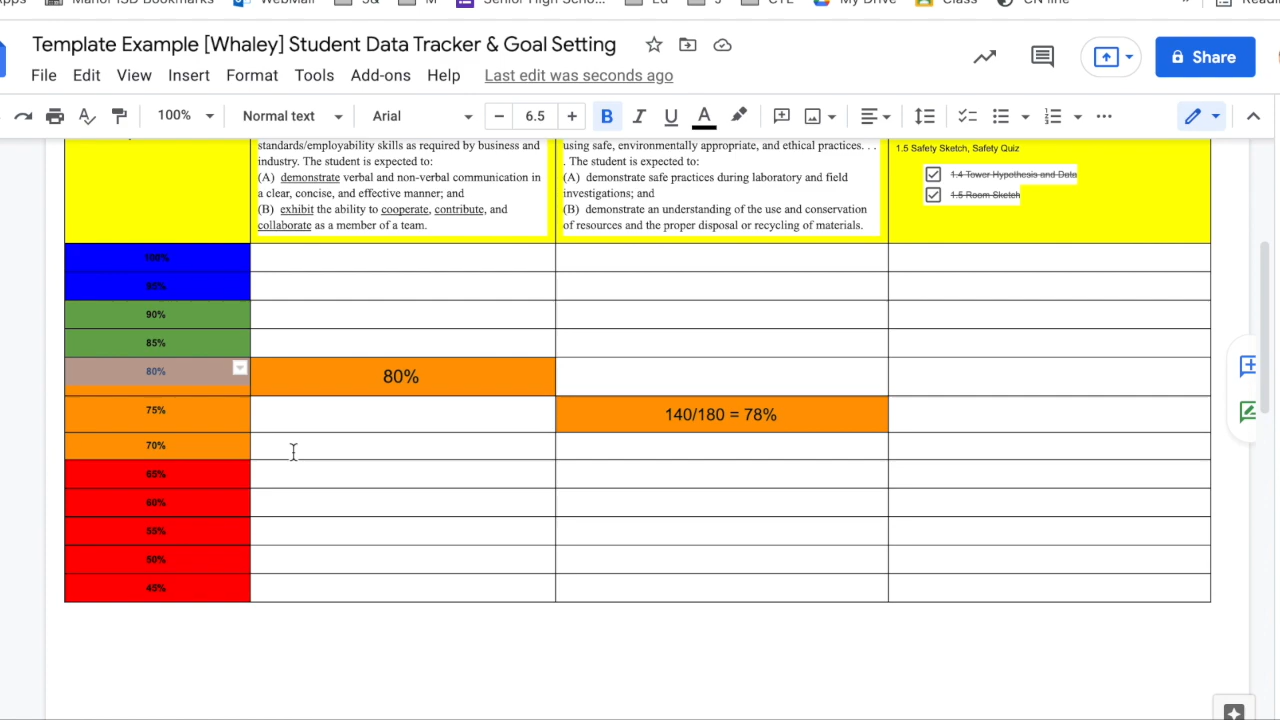 Manor ISD Bookmarks WebMail Senior High Scho... Ed My Drive Class
Template Example [Whaley] Student Data Tracker & Goal Setting
Share
File Edit View Insert Format Tools Add-ons Help Last edit was seconds ago
100% Normal text Arial 6.5 B I U A
standards/employability skills as required by business and
industry. The student is expected to:
(A) demonstrate verbal and non-verbal communication in
a clear, concise, and effective manner; and
(B) exhibit the ability to cooperate, contribute, and
collaborate as a member of a team.
using safe, environmentally appropriate, and ethical practices. . .
. The student is expected to:
(A) demonstrate safe practices during laboratory and field
investigations; and
(B) demonstrate an understanding of the use and conservation
of resources and the proper disposal or recycling of materials.
1.5 Safety Sketch, Safety Quiz
1.4 Tower Hypothesis and Data
1.5 Room Sketch
100%
95%
90%
85%
80% 80%
75% 140/180 = 78%
70%
65%
60%
55%
50%
45%